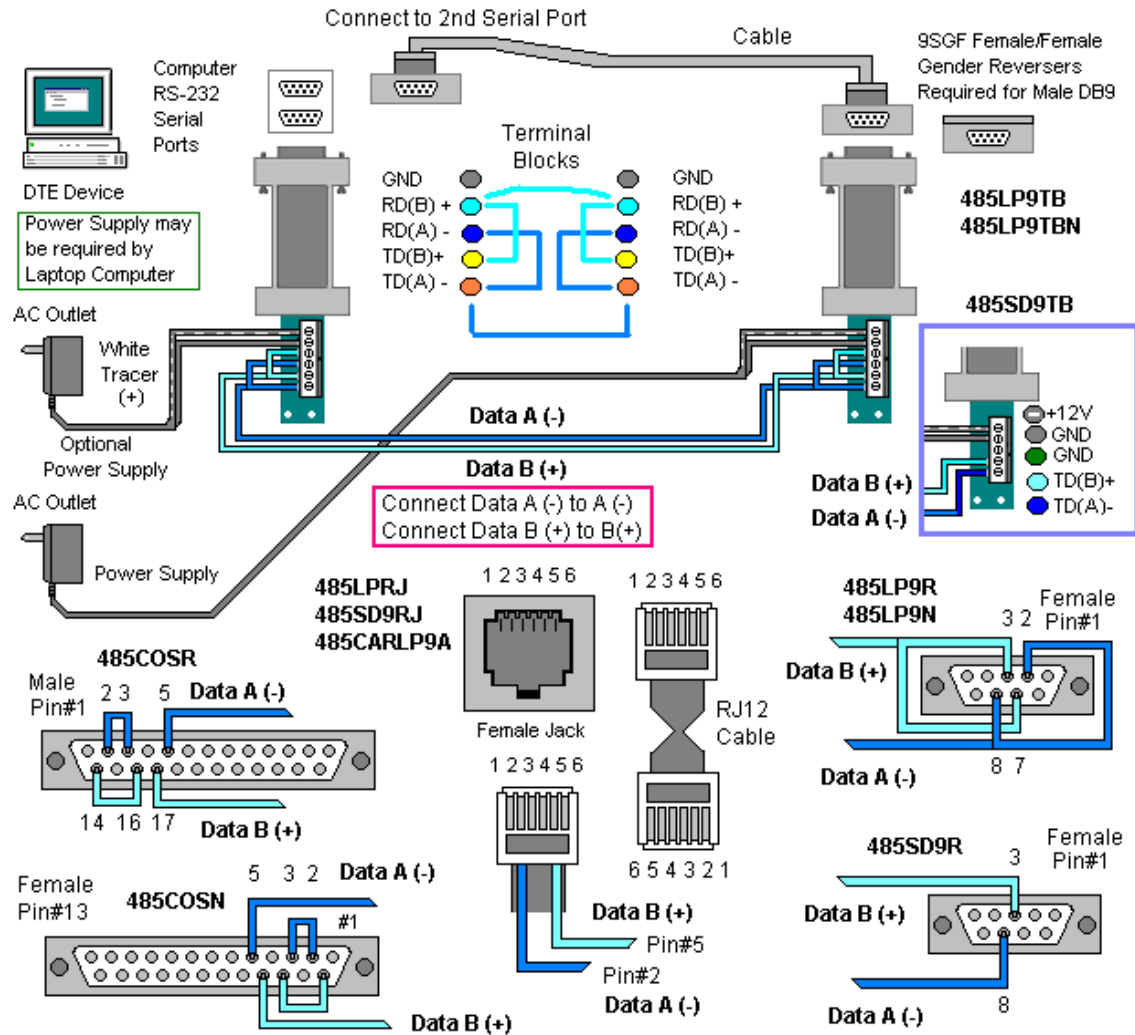 Connect to 2nd Serial Port
Cable
9SGF Female/Female
Gender Reversers
Required for Male DB9
Computer
RS-232
Serial
Ports
DTE Device
Power Supply may
be required by
Laptop Computer
Terminal
Blocks
GND
RD(B) +
RD(A) -
TD(B)+
TD(A) -
GND
RD(B) +
RD(A) -
TD(B)+
TD(A) -
485LP9TB
485LP9TBN
485SD9TB
AC Outlet
White
Tracer
(+)
Optional
Power Supply
Data A (-)
Data B (+)
+12V
GND
GND
TD(B)+
TD(A)-
Data B (+)
Data A (-)
Connect Data A (-) to A (-)
Connect Data B (+) to B(+)
AC Outlet
Power Supply
485LPRJ
485SD9RJ
485CARLP9A
1 2 3 4 5 6
Female Jack
1 2 3 4 5 6
RJ12
Cable
6 5 4 3 2 1
485LP9R
485LP9N
3 2
Female
Pin#1
Data B (+)
Data A (-)
8 7
485COSR
Male
Pin#1
2 3 5
Data A (-)
14 16 17
Data B (+)
1 2 3 4 5 6
Data B (+)
Pin#5
Pin#2
Data A (-)
485COSN
Female
Pin#13
5 3 2
Data A (-)
#1
Data B (+)
485SD9R
3
Female
Pin#1
Data B (+)
Data A (-)
8